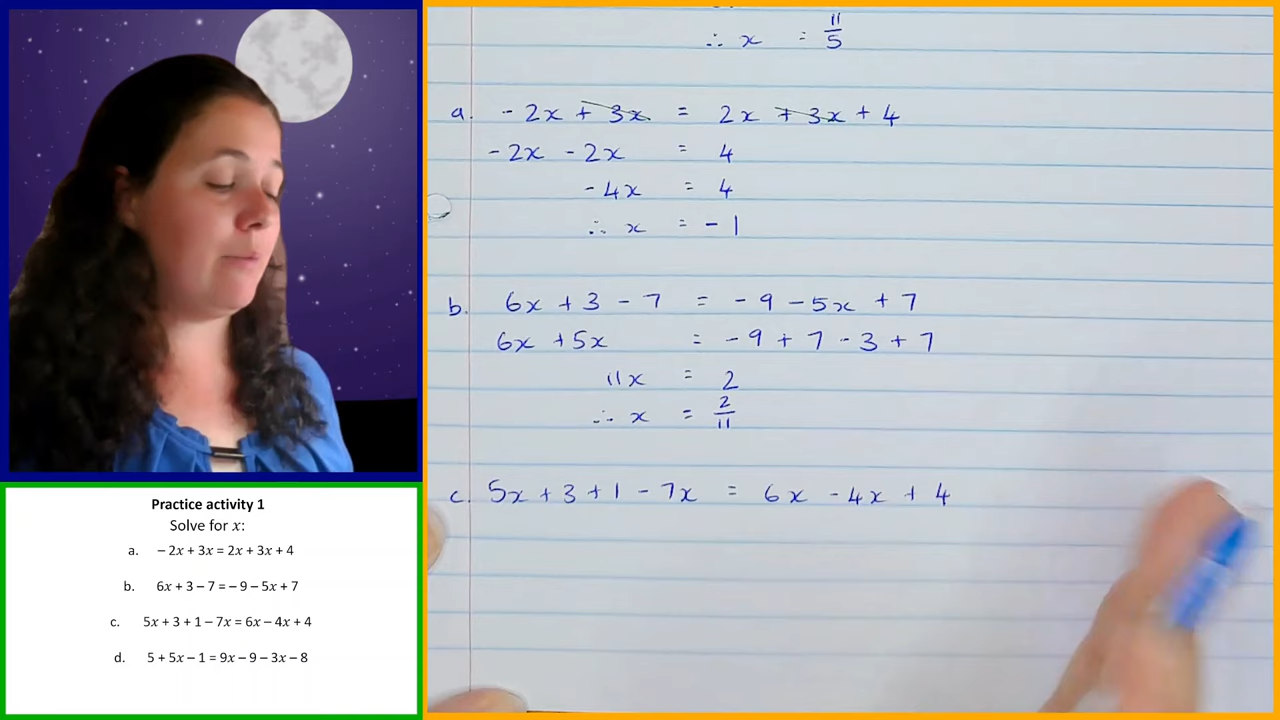 ∴ x = 11/5
a. - 2x + 3x = 2x + 3x + 4
- 2x - 2x = 4
- 4x = 4
∴ x = - 1
b. 6x + 3 - 7 = - 9 - 5x + 7
6x + 5x = - 9 + 7 - 3 + 7
11x = 2
∴ x = 2/11
c. 5x + 3 + 1 - 7x = 6x - 4x + 4
Practice activity 1
Solve for x:
a. – 2x + 3x = 2x + 3x + 4
b. 6x + 3 – 7 = – 9 – 5x + 7
c. 5x + 3 + 1 – 7x = 6x – 4x + 4
d. 5 + 5x – 1 = 9x – 9 – 3x – 8